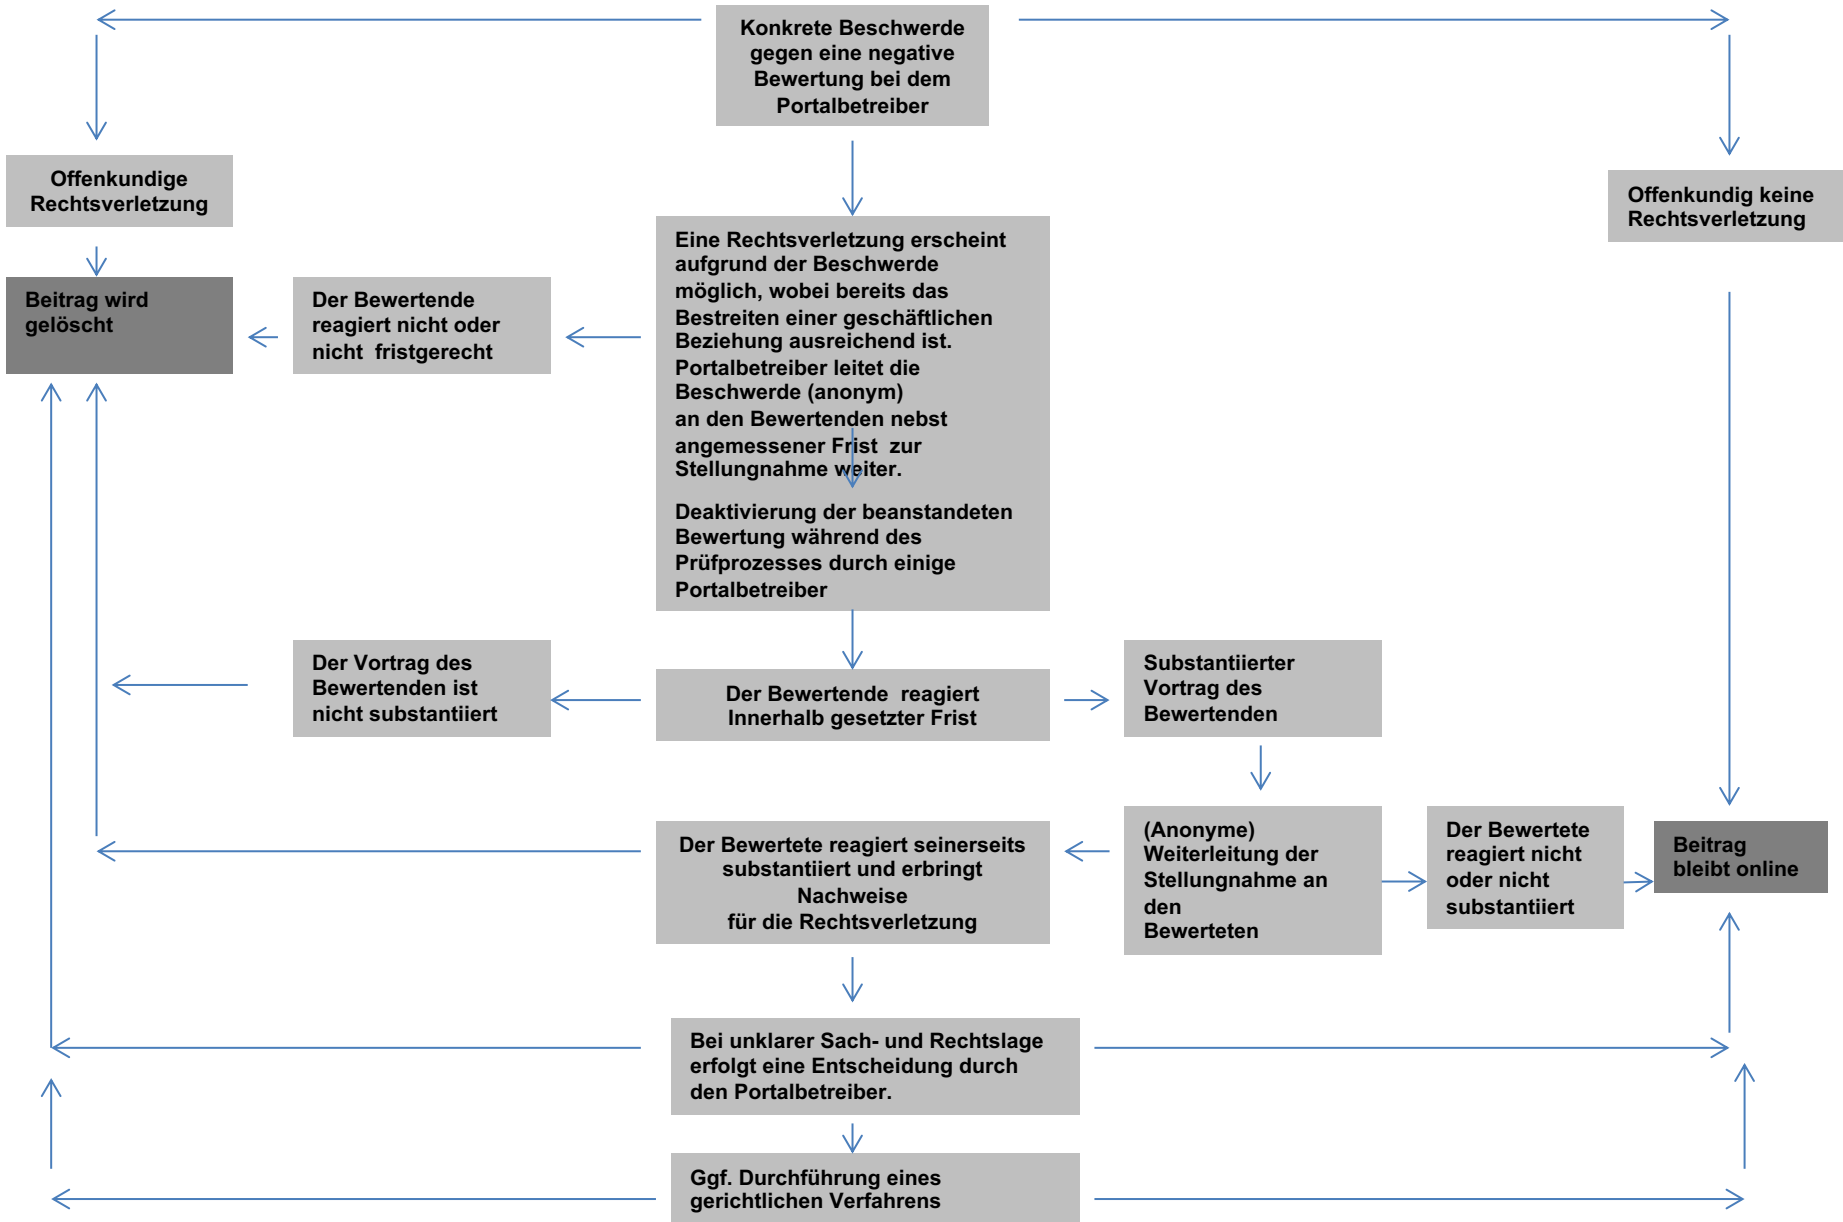 Konkrete Beschwerde
gegen eine negative
Bewertung bei dem
Portalbetreiber
Offenkundige
Rechtsverletzung
Offenkundig keine
Rechtsverletzung
Eine Rechtsverletzung erscheint
aufgrund der Beschwerde
möglich, wobei bereits das
Bestreiten einer geschäftlichen
Beziehung ausreichend ist.
Portalbetreiber leitet die
Beschwerde (anonym)
an den Bewertenden nebst
angemessener Frist zur
Stellungnahme weiter.
Deaktivierung der beanstandeten
Bewertung während des
Prüfprozesses durch einige
Portalbetreiber
Beitrag wird
gelöscht
Der Bewertende
reagiert nicht oder
nicht fristgerecht
Der Vortrag des
Bewertenden ist
nicht substantiiert
Der Bewertende reagiert
Innerhalb gesetzter Frist
Substantiierter
Vortrag des
Bewertenden
Der Bewertete reagiert seinerseits
substantiiert und erbringt
Nachweise
für die Rechtsverletzung
(Anonyme)
Weiterleitung der
Stellungnahme an
den
Bewerteten
Der Bewertete
reagiert nicht
oder nicht
substantiiert
Beitrag
bleibt online
Bei unklarer Sach- und Rechtslage
erfolgt eine Entscheidung durch
den Portalbetreiber.
Ggf. Durchführung eines
gerichtlichen Verfahrens